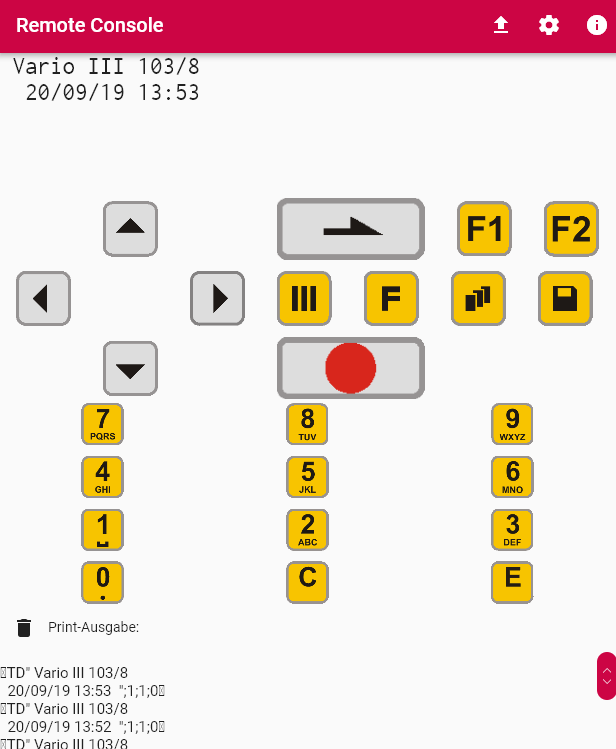 Remote Console
Vario III 103/8
20/09/19 13:53
F1 F2
III F
7 8 9
PQRS TUV WXYZ
4 5 6
GHI JKL MNO
1 2 3
ABC DEF
0 C E
.
Print-Ausgabe:
▯TD" Vario III 103/8
20/09/19 13:53 ";1;1;0▯
▯TD" Vario III 103/8
20/09/19 13:52 ";1;1;0▯
▯TD" Vario III 103/8